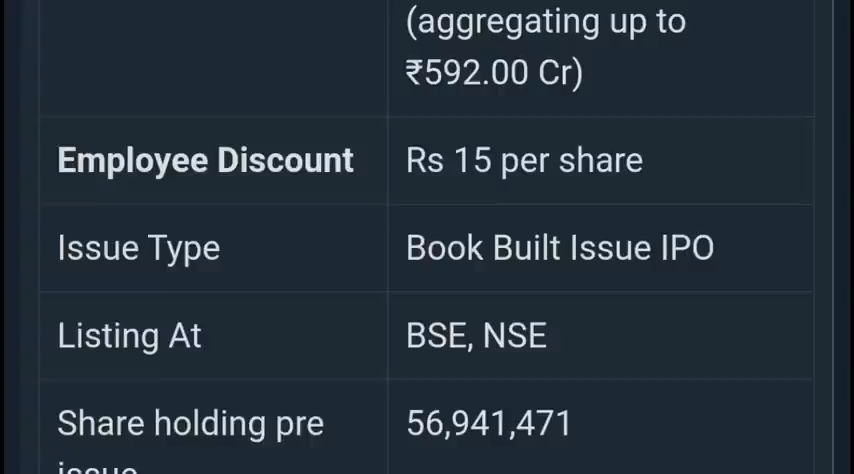 (aggregating up to
₹592.00 Cr)
Employee Discount
Rs 15 per share
Issue Type
Book Built Issue IPO
Listing At
BSE, NSE
Share holding pre
issue
56,941,471